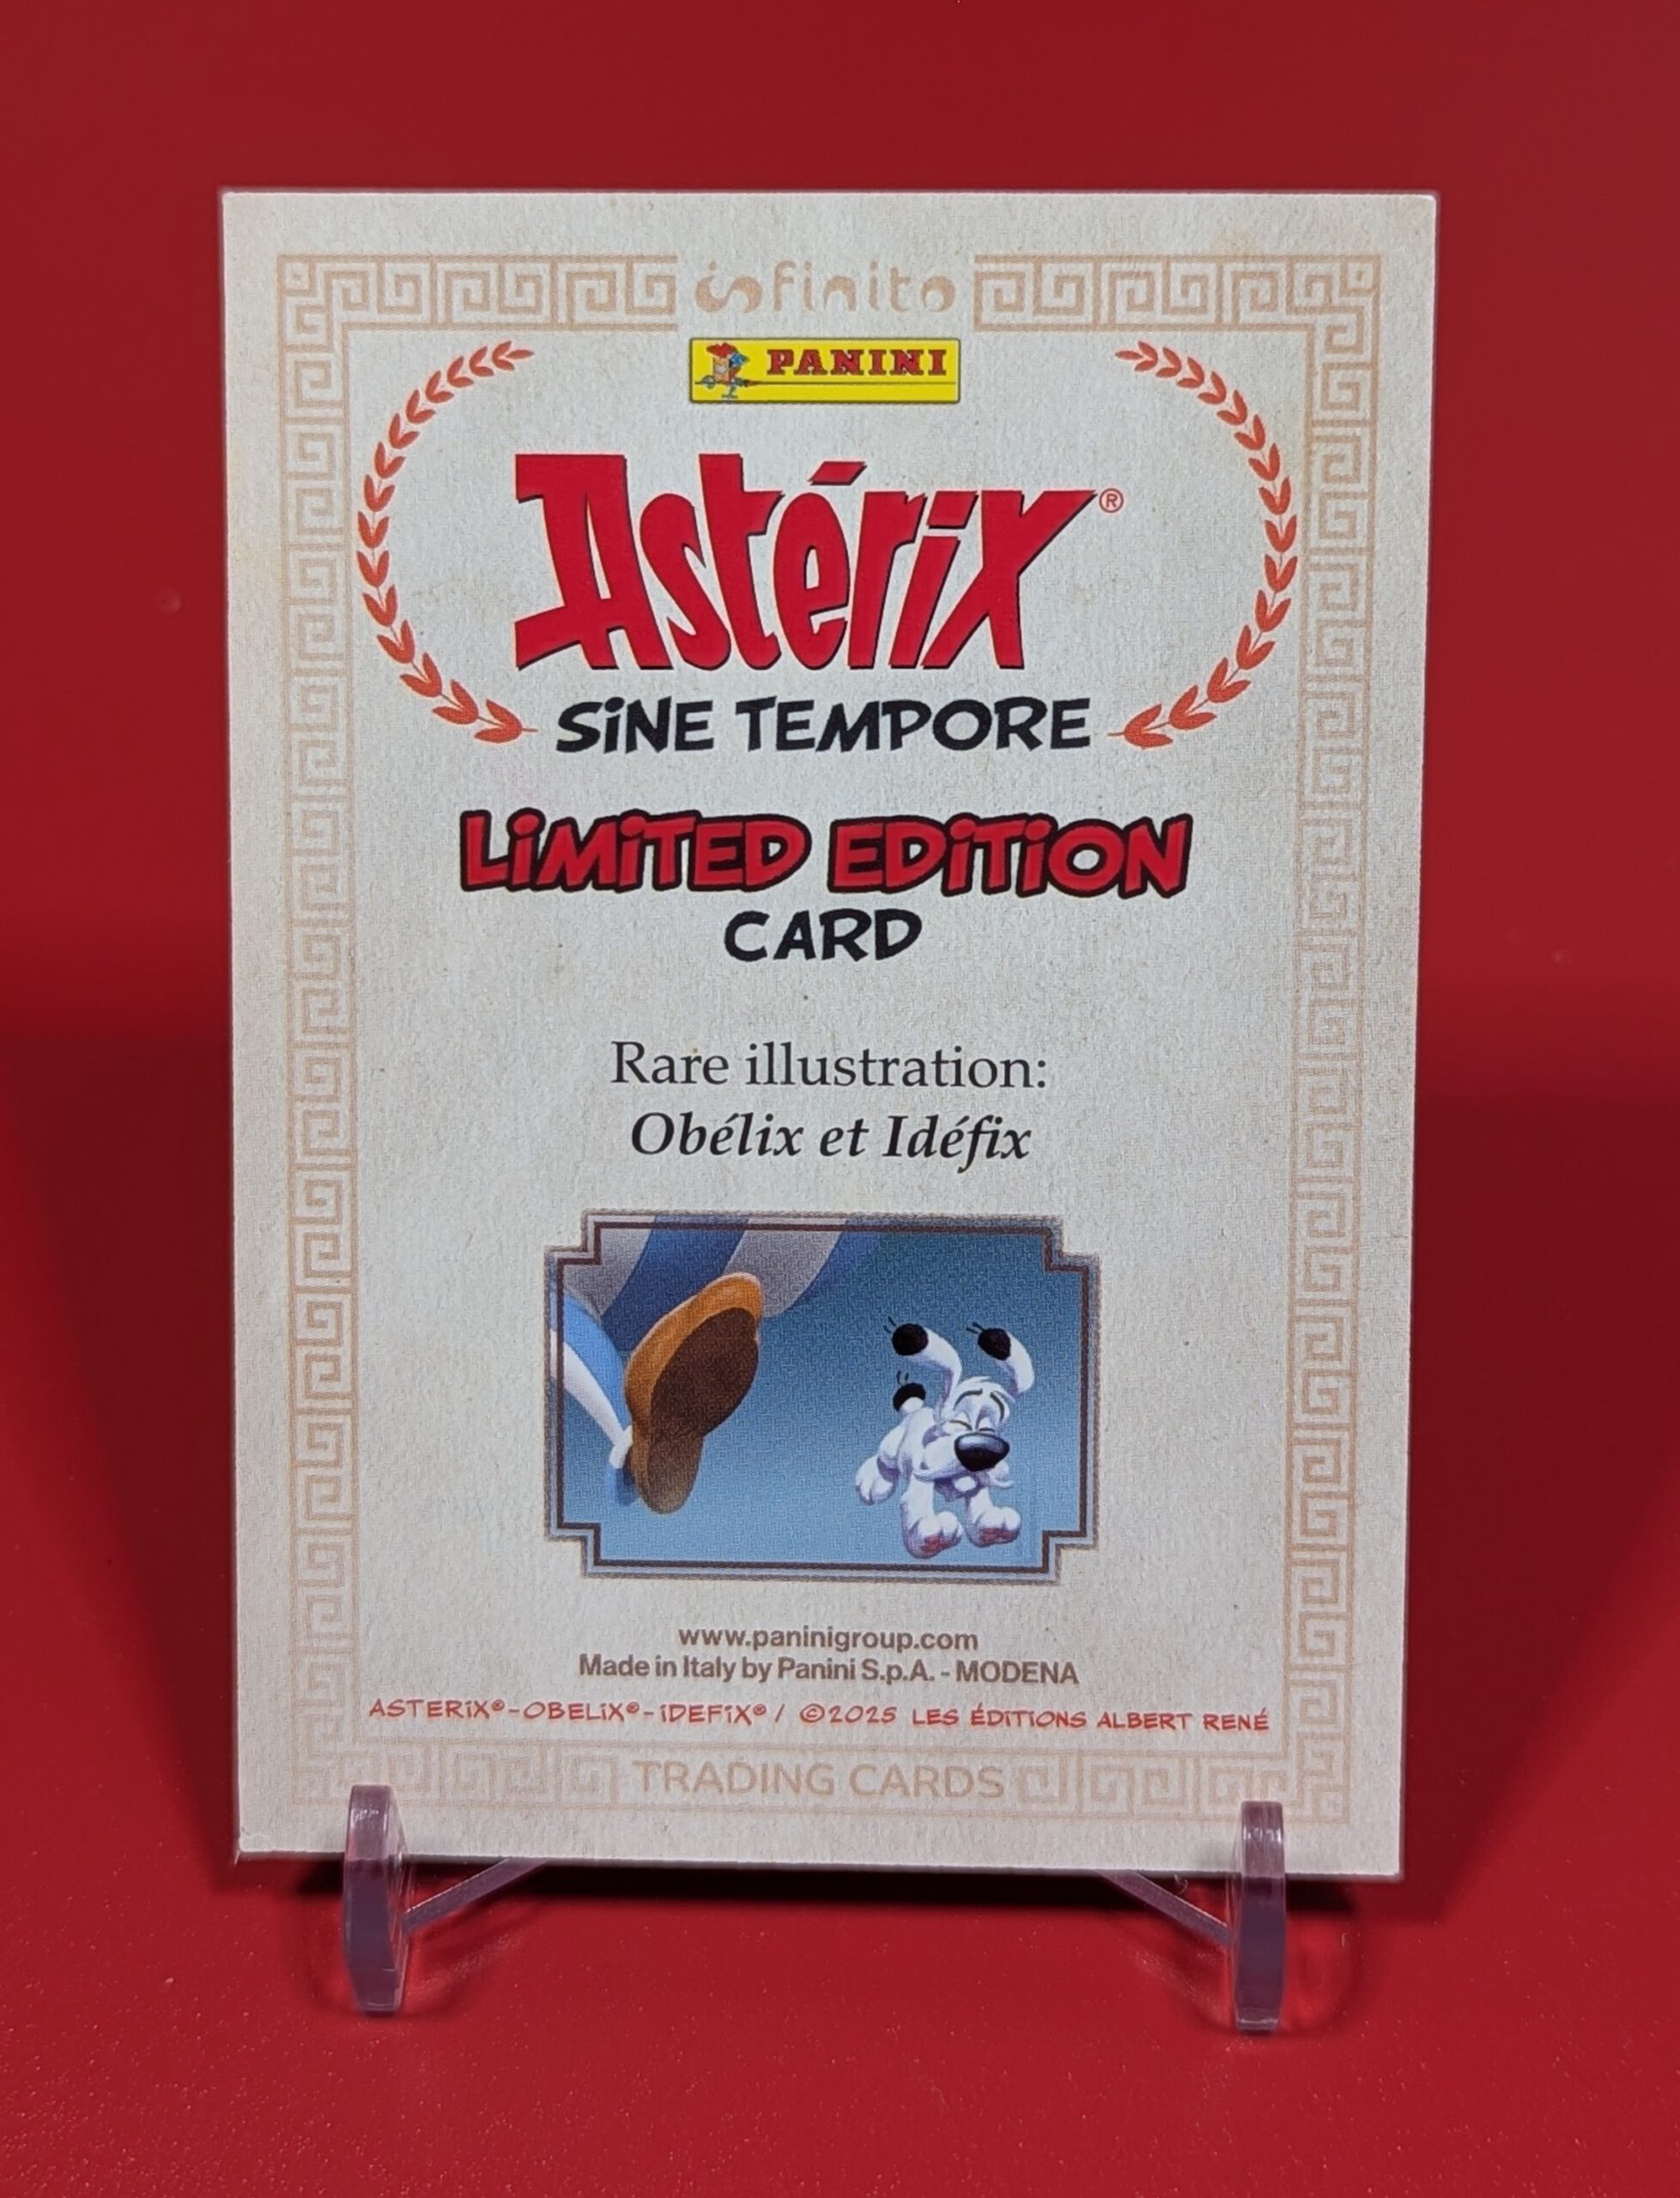 infinito
PANINI
Astérix®
SiNE TEMPORE
LiMiTED EDiTiON
CARD
Rare illustration:
Obélix et Idéfix
www.paninigroup.com
Made in Italy by Panini S.p.A. - MODENA
ASTERiX®-OBELiX®-iDEFiX® / ©2025 LES ÉDiTiONS ALBERT RENÉ
TRADING CARDS